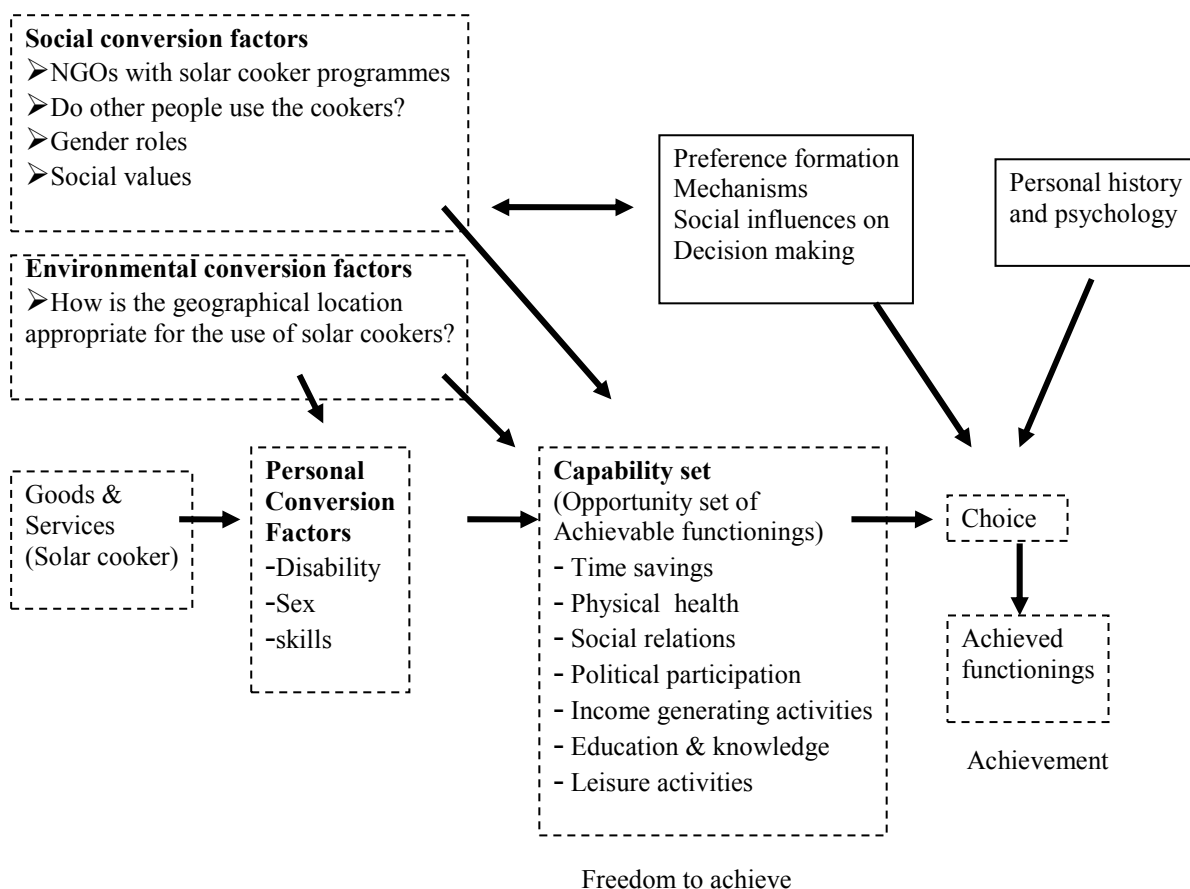 Social conversion factors
➢NGOs with solar cooker programmes
➢Do other people use the cookers?
➢Gender roles
➢Social values
Preference formation
Mechanisms
Social influences on
Decision making
Personal history
and psychology
Environmental conversion factors
➢How is the geographical location
appropriate for the use of solar cookers?
Goods &
Services
(Solar cooker)
Personal
Conversion
Factors
-Disability
-Sex
-skills
Capability set
(Opportunity set of
Achievable functionings)
- Time savings
- Physical health
- Social relations
- Political participation
- Income generating activities
- Education & knowledge
- Leisure activities
Choice
Achieved
functionings
Achievement
Freedom to achieve